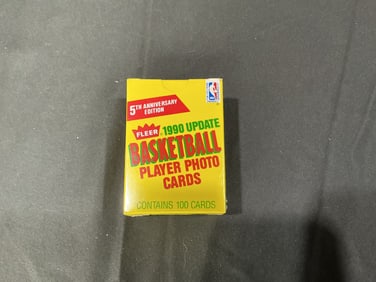 5TH ANNIVERSARY
EDITION
FLEER 1990 UPDATE
BASKETBALL
PLAYER PHOTO
CARDS
CONTAINS 100 CARDS